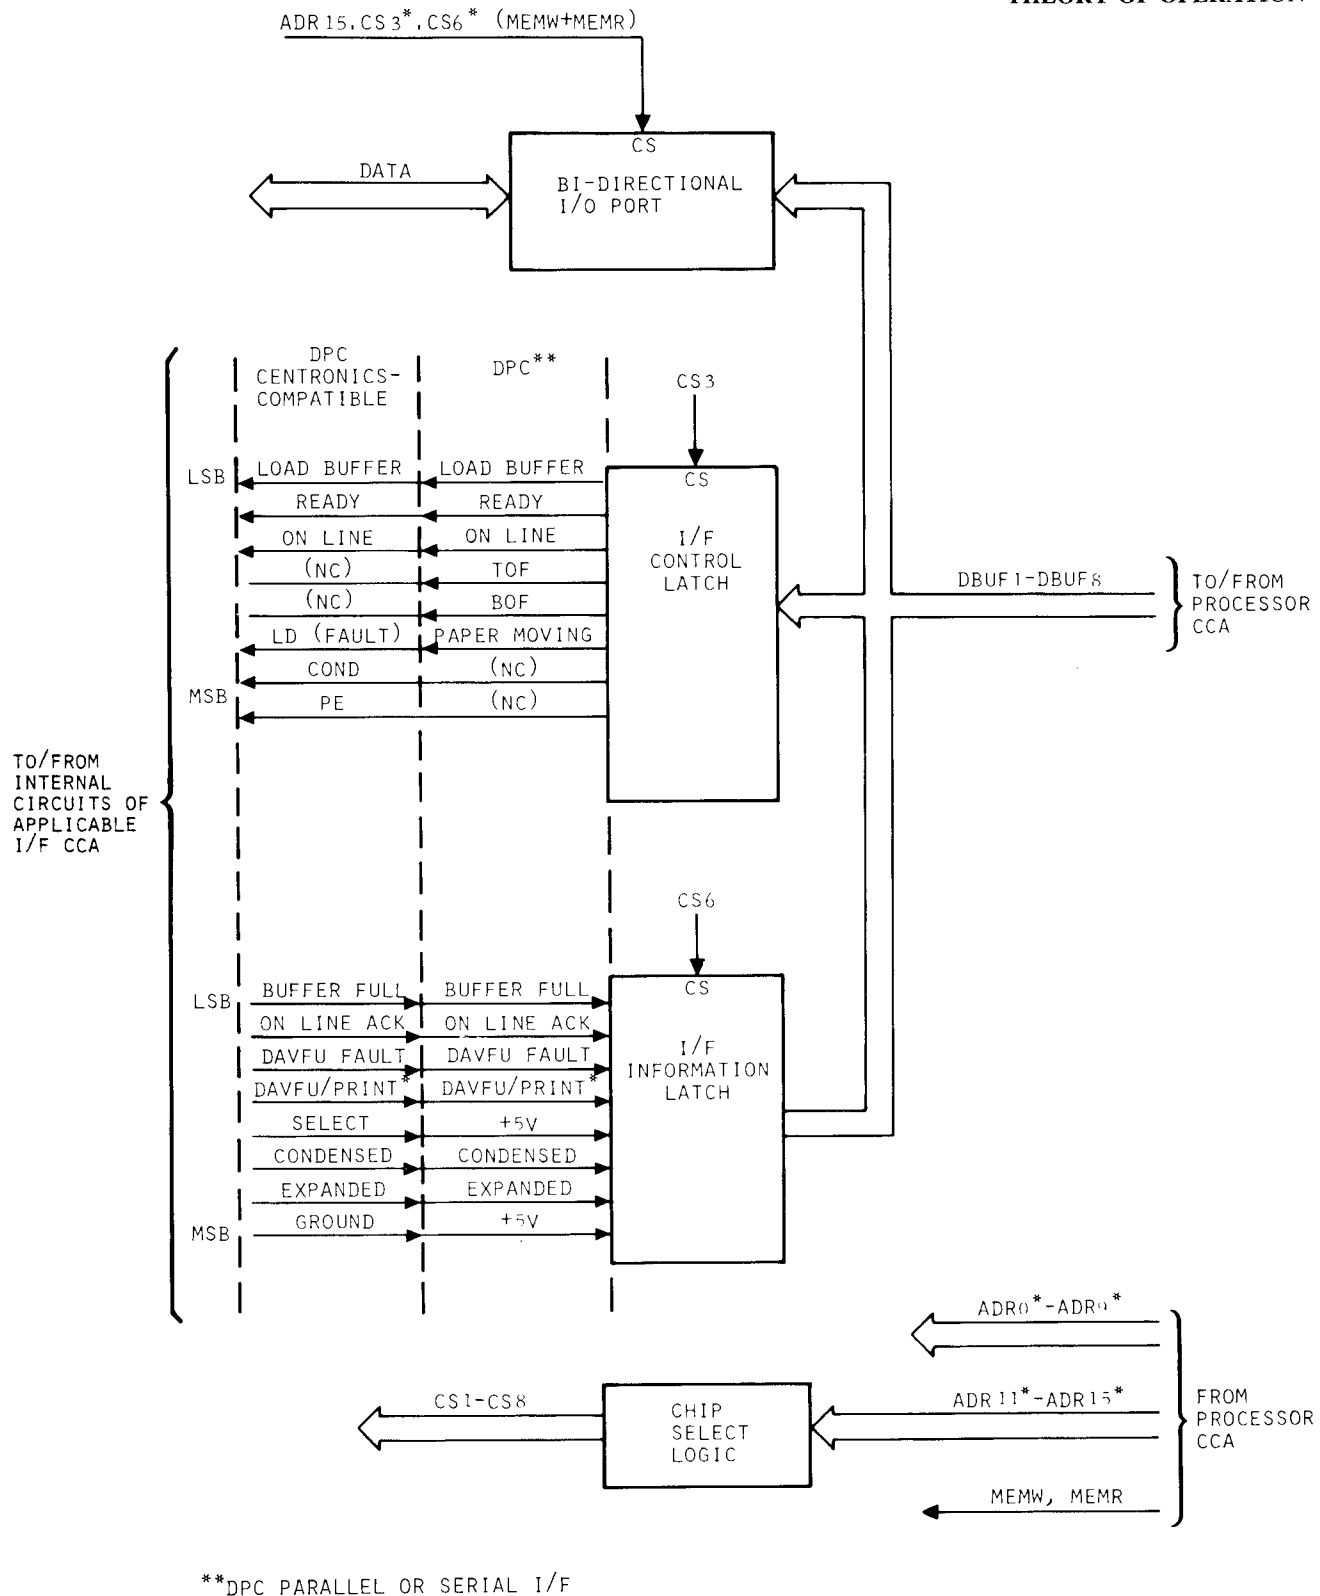 THEORY OF OPERATION
ADR15.CS3*.CS6* (MEMW+MEMR)
CS
DATA
BI-DIRECTIONAL
I/O PORT
DPC
CENTRONICS-
COMPATIBLE
DPC**
CS3
LSB
LOAD BUFFER
LOAD BUFFER
CS
READY
READY
ON LINE
ON LINE
I/F
CONTROL
LATCH
(NC)
TOF
(NC)
BOF
LD (FAULT)
PAPER MOVING
COND
(NC)
MSB
PE
(NC)
DBUF1-DBUF8
TO/FROM
PROCESSOR
CCA
TO/FROM
INTERNAL
CIRCUITS OF
APPLICABLE
I/F CCA
CS6
LSB
BUFFER FULL
BUFFER FULL
CS
ON LINE ACK
ON LINE ACK
DAVFU FAULT
DAVFU FAULT
I/F
INFORMATION
LATCH
DAVFU/PRINT*
DAVFU/PRINT*
SELECT
+5V
CONDENSED
CONDENSED
EXPANDED
EXPANDED
MSB
GROUND
+5V
ADR0*-ADR9*
CS1-CS8
CHIP
SELECT
LOGIC
ADR11*-ADR15*
FROM
PROCESSOR
CCA
MEMW, MEMR
**DPC PARALLEL OR SERIAL I/F